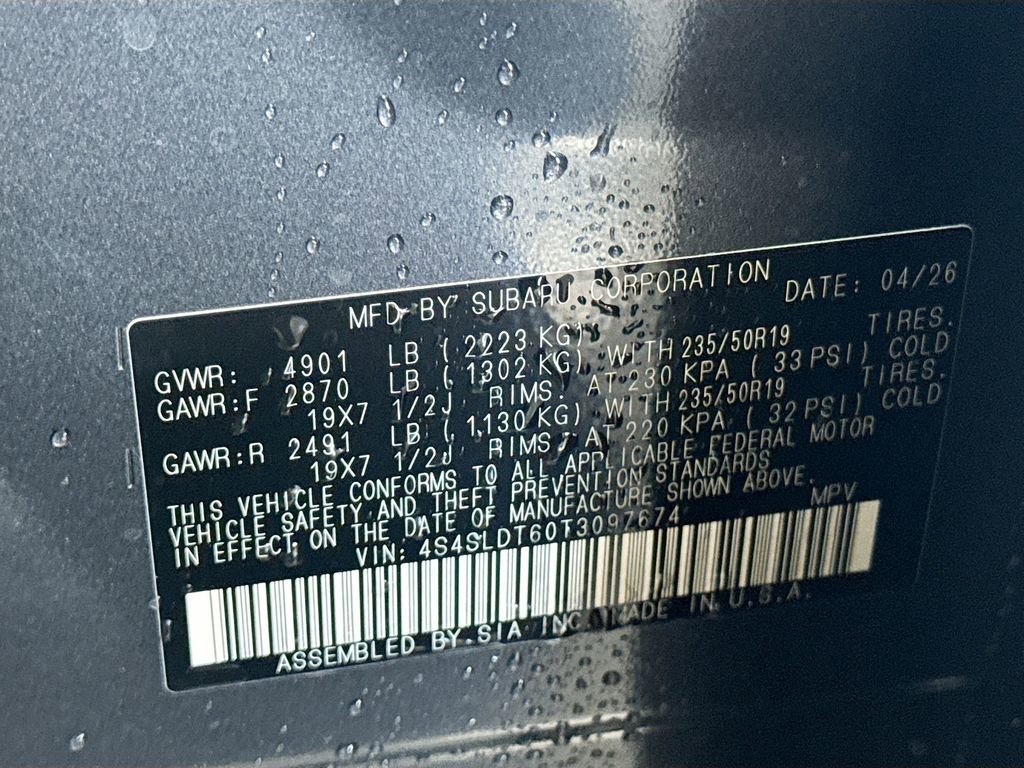 MFD BY SUBARU CORPORATION DATE: 04/26
GVWR: 4901 LB ( 2223 KG)
GAWR:F 2870 LB ( 1302 KG) WITH 235/50R19 TIRES.
19X7 1/2J RIMS. AT 230 KPA ( 33 PSI) COLD
GAWR:R 2491 LB ( 1130 KG) WITH 235/50R19 TIRES.
19X7 1/2J RIMS. AT 220 KPA ( 32 PSI) COLD
THIS VEHICLE CONFORMS TO ALL APPLICABLE FEDERAL MOTOR
VEHICLE SAFETY AND THEFT PREVENTION STANDARDS
IN EFFECT ON THE DATE OF MANUFACTURE SHOWN ABOVE.
VIN: 4S4SLDT60T3097674 MPV
ASSEMBLED BY SIA INC. MADE IN U.S.A.